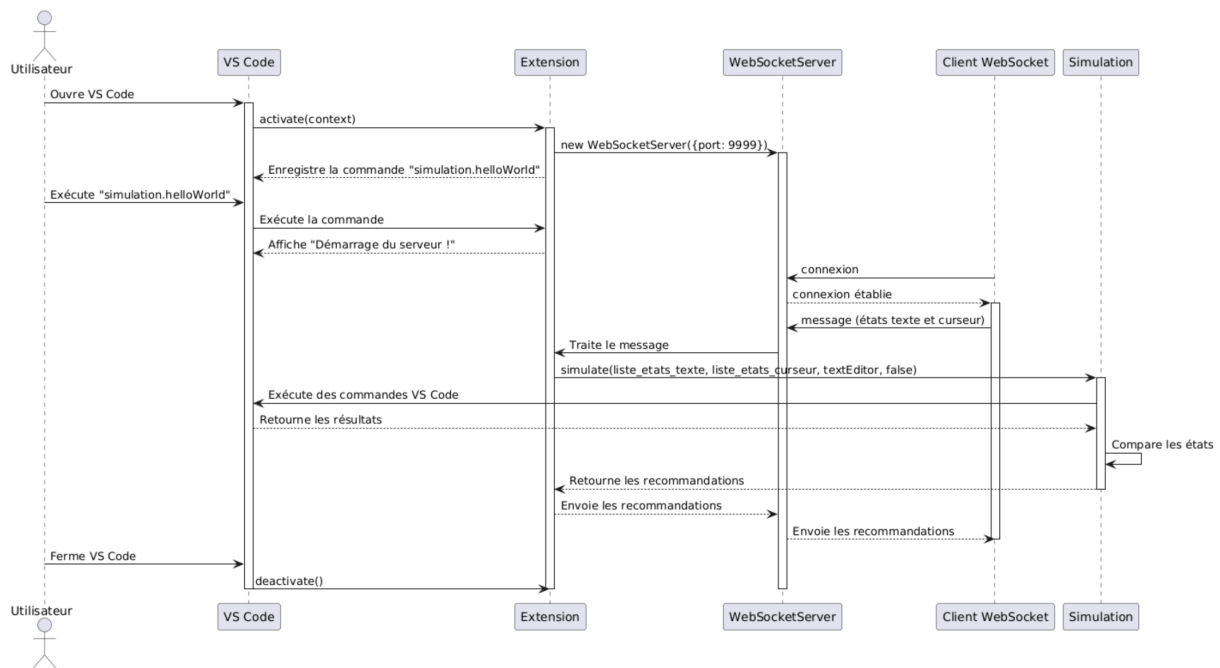 Utilisateur
VS Code
Extension
WebSocketServer
Client WebSocket
Simulation
Ouvre VS Code
activate(context)
new WebSocketServer({port: 9999})
Enregistre la commande "simulation.helloWorld"
Exécute "simulation.helloWorld"
Exécute la commande
Affiche "Démarrage du serveur !"
connexion
connexion établie
message (états texte et curseur)
Traite le message
simulate(liste_etats_texte, liste_etats_curseur, textEditor, false)
Exécute des commandes VS Code
Retourne les résultats
Compare les états
Retourne les recommandations
Envoie les recommandations
Envoie les recommandations
Ferme VS Code
deactivate()
Utilisateur
VS Code
Extension
WebSocketServer
Client WebSocket
Simulation